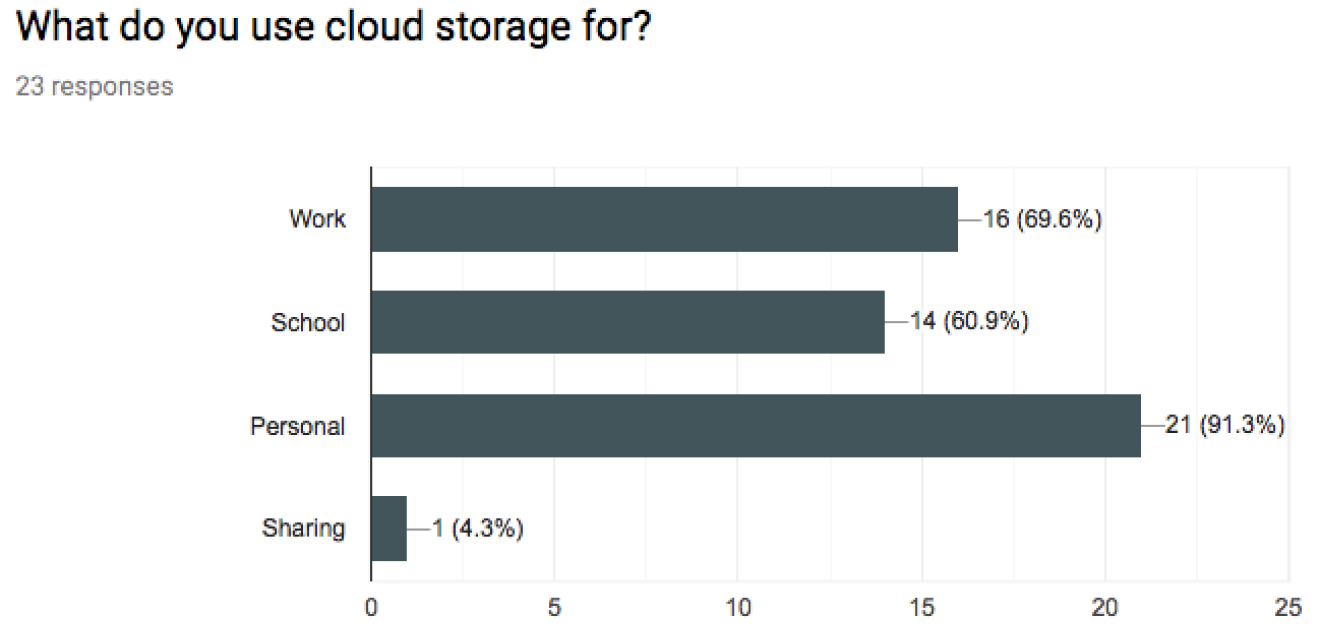 What do you use cloud storage for?
23 responses
Work
16 (69.6%)
School
14 (60.9%)
Personal
21 (91.3%)
Sharing
1 (4.3%)
0 5 10 15 20 25